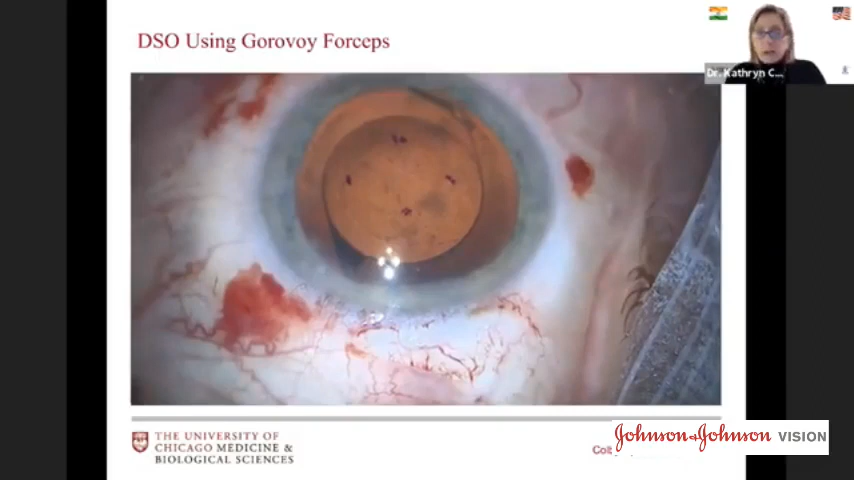 DSO Using Gorovoy Forceps
Dr. Kathryn C...
THE UNIVERSITY OF
CHICAGO MEDICINE &
BIOLOGICAL SCIENCES
Johnson & Johnson VISION